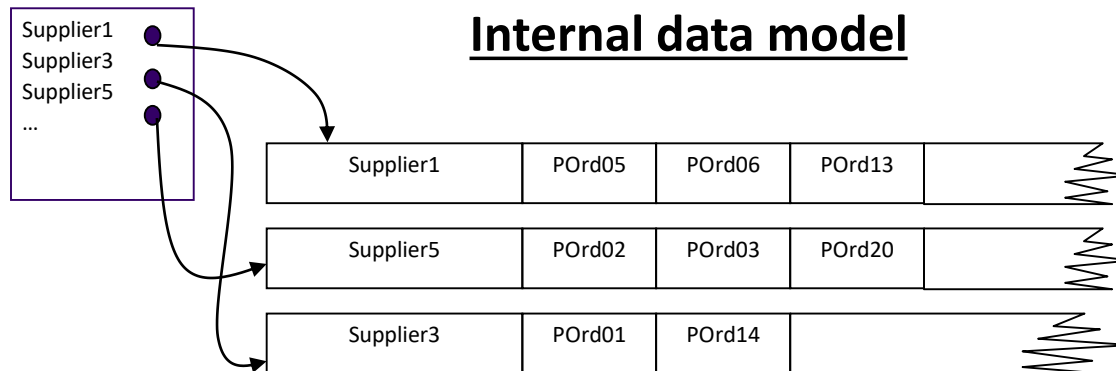 Internal data model
Supplier1
Supplier3
Supplier5
...
Supplier1 POrd05 POrd06 POrd13
Supplier5 POrd02 POrd03 POrd20
Supplier3 POrd01 POrd14